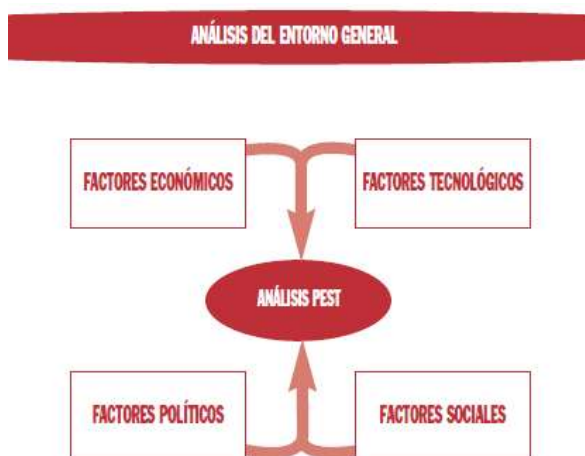 ANÁLISIS DEL ENTORNO GENERAL
FACTORES ECONÓMICOS
FACTORES TECNOLÓGICOS
ANÁLISIS PEST
FACTORES POLÍTICOS
FACTORES SOCIALES